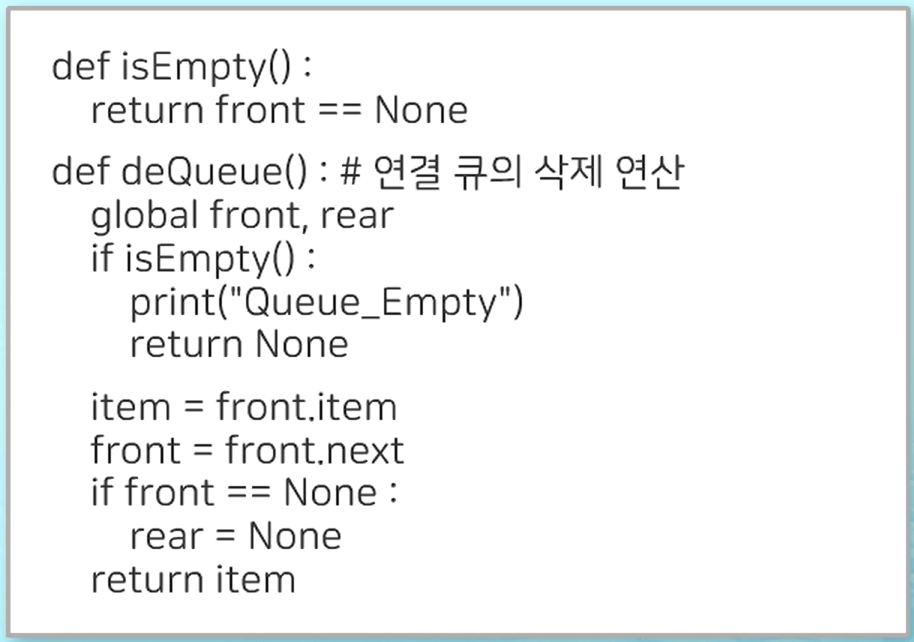 def isEmpty() :
    return front == None
def deQueue() : # 연결 큐의 삭제 연산
    global front, rear
    if isEmpty() :
        print("Queue_Empty")
        return None
    item = front.item
    front = front.next
    if front == None :
        rear = None
    return item